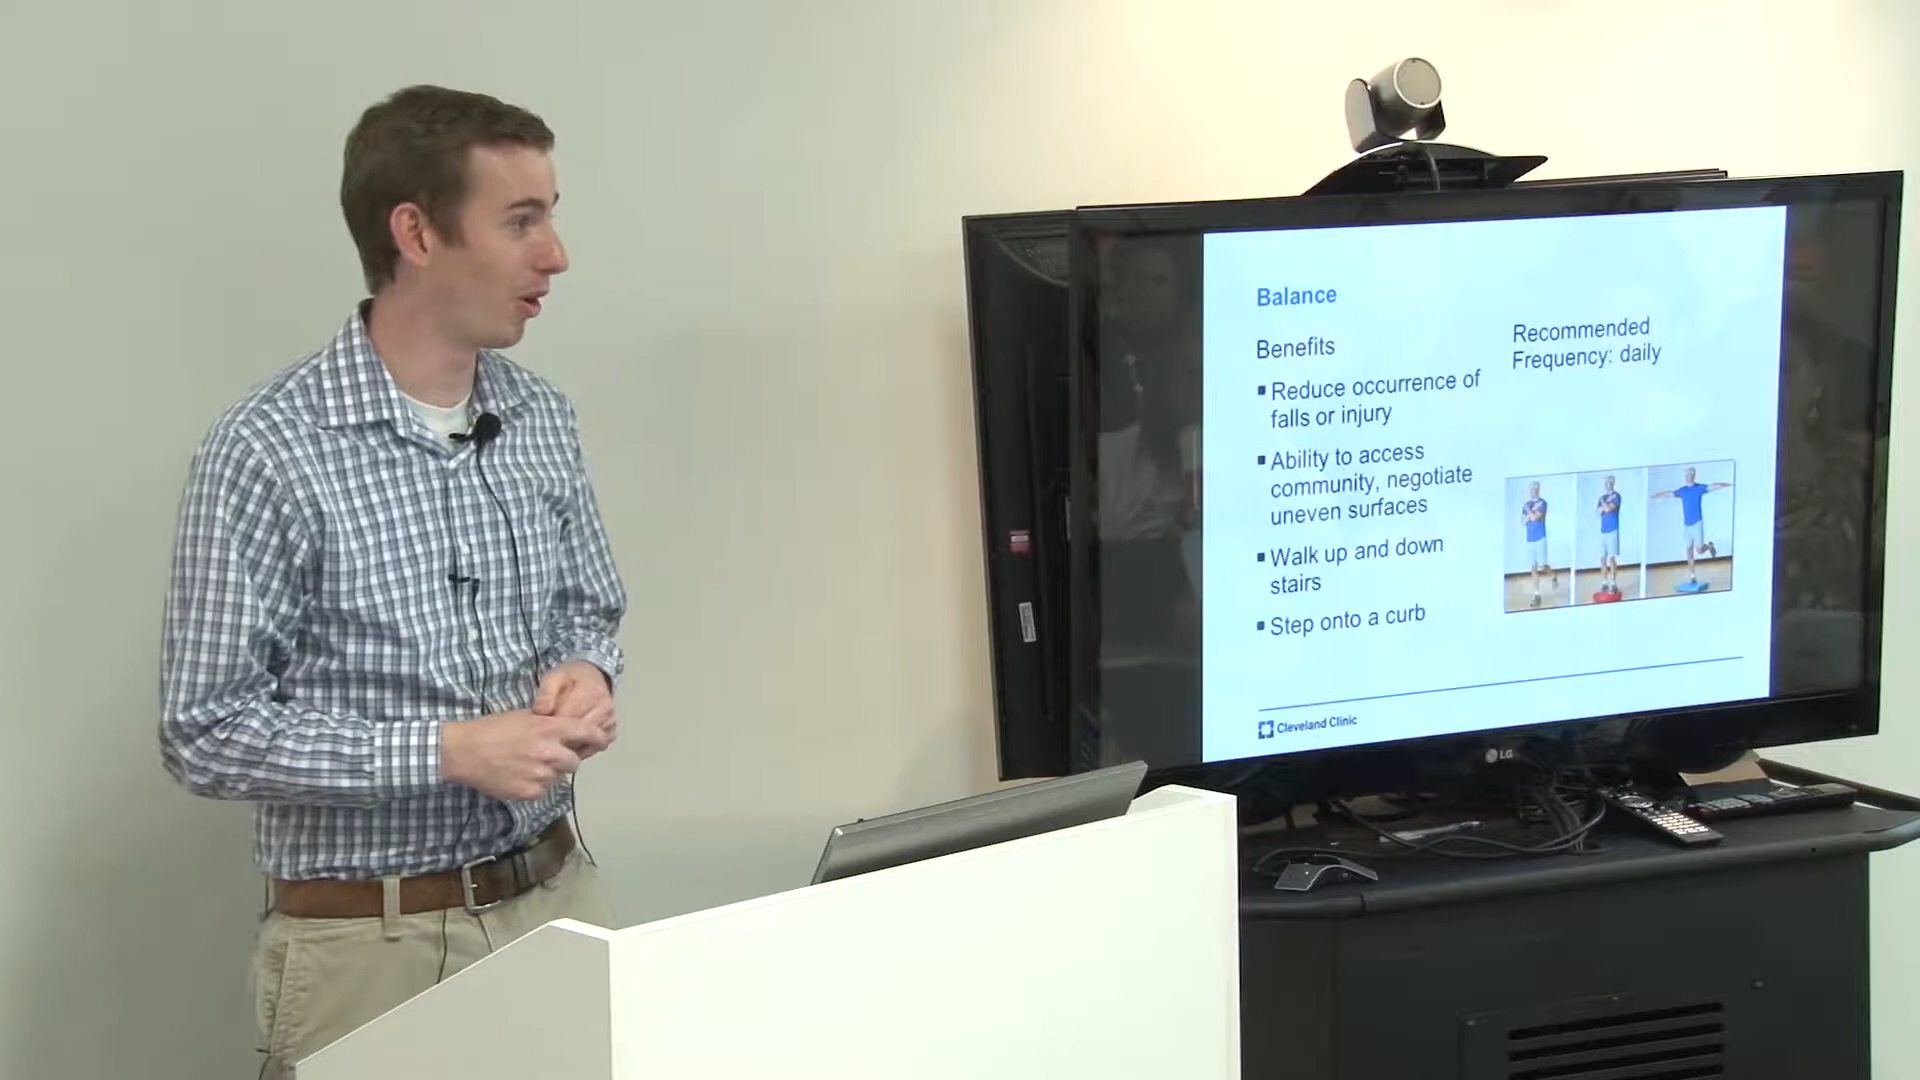 Balance
Benefits
▪ Reduce occurrence of
falls or injury
▪ Ability to access
community, negotiate
uneven surfaces
▪ Walk up and down
stairs
▪ Step onto a curb
Recommended
Frequency: daily
Cleveland Clinic
LG